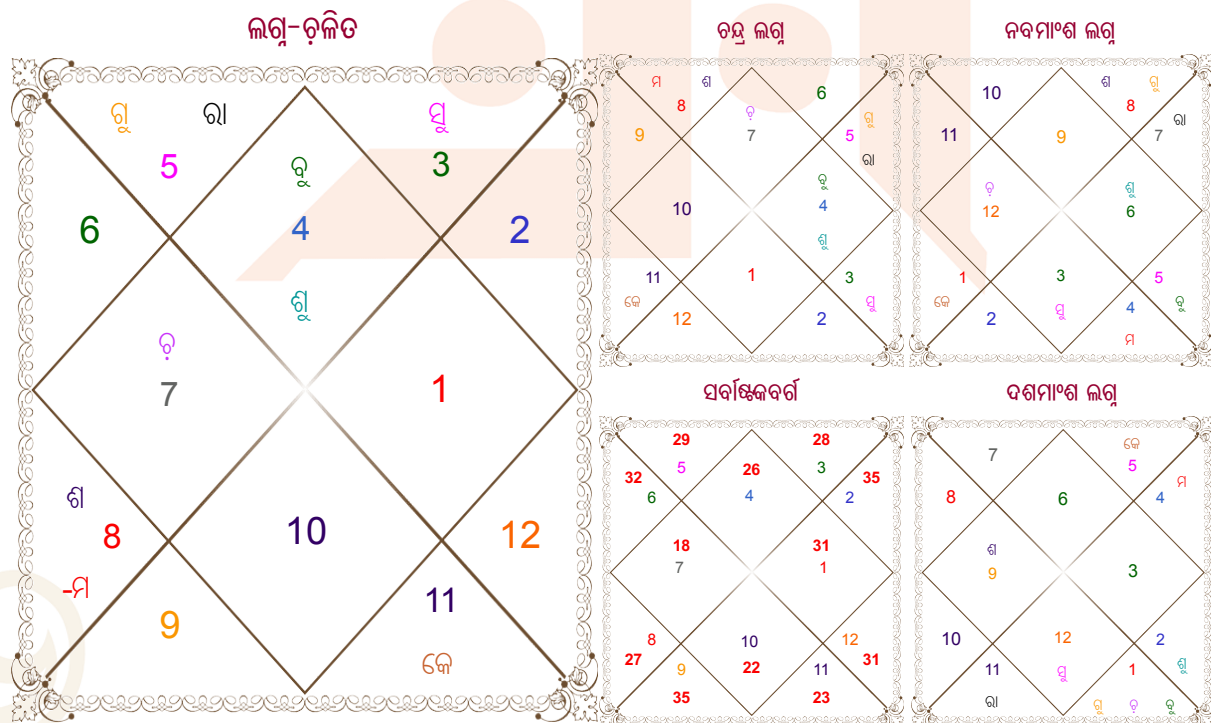 ଲଗ୍ନ-ଚ଼ଳିତ
ଗୁ ରା ସୁ
5 ବୁ 3
6 4 2
ଶୁ
ଚ଼
7 1
ଶ
8 10 12
-ମ 11
9
କେ
ଚନ୍ଦ୍ର ଲଗ୍ନ
ମ ଶ
8 6
ଚ଼ ଗୁ
9 7 5
ରା
ବୁ
10 4
ଶୁ
11 1 3
କେ ସୁ
12 2
ନବମାଂଶ ଲଗ୍ନ
ଶ ଗୁ
10 8
ରା
11 9 7
ଚ଼ ଶୁ
12 6
1 3 5
କେ ବୁ
2 ସୁ 4
ମ
ସର୍ବାଷ୍ଟକବର୍ଗ
29 28
5 26 3
32 35
6 4 2
18 31
7 1
8 10 12
27 22 31
9 11
35 23
ଦଶମାଂଶ ଲଗ୍ନ
କେ
7 5
ମ
8 6 4
ଶ
9 3
10 12 2
11 ସୁ 1 ଶୁ
ରା ଗୁ ଚ଼ ବୁ